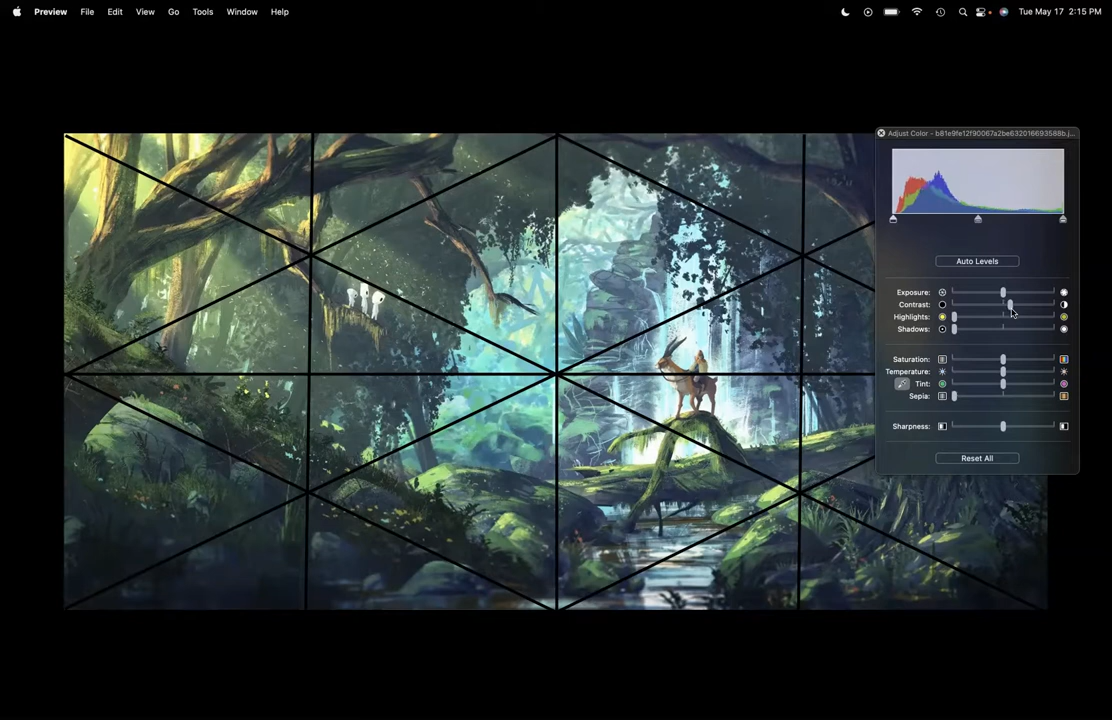 Preview File Edit View Go Tools Window Help Tue May 17 2:15 PM
Adjust Color - b81e9fe12f90067a2be632016693588b.j...
Auto Levels
Exposure:
Contrast:
Highlights:
Shadows:
Saturation:
Temperature:
Tint:
Sepia:
Sharpness:
Reset All